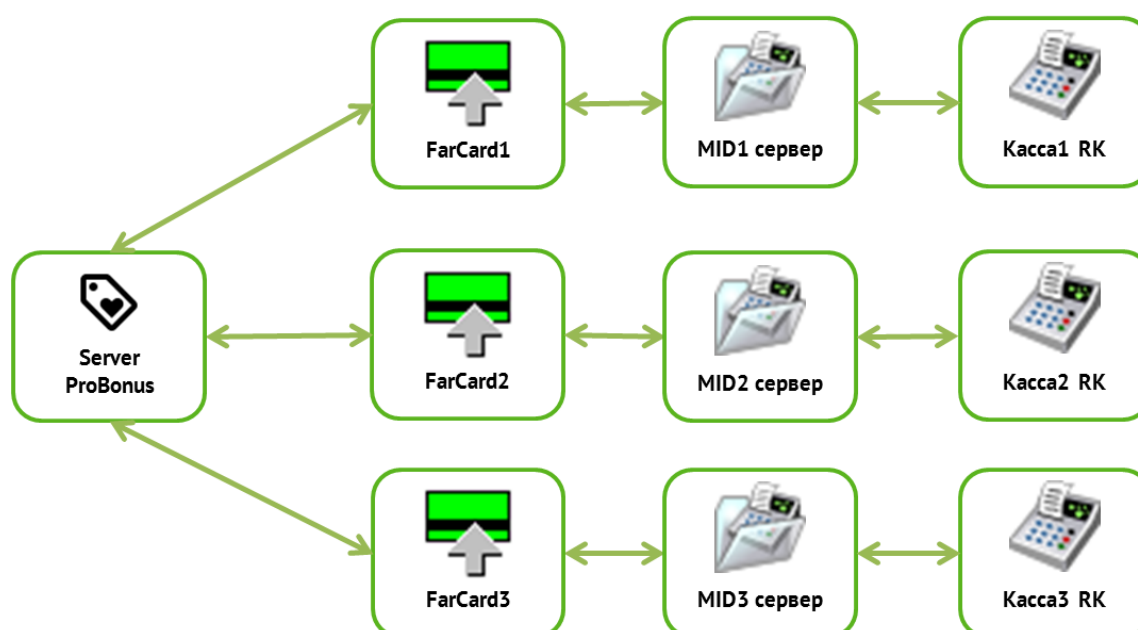 FarCard1
MID1 сервер
Касса1 RK
Server
ProBonus
FarCard2
MID2 сервер
Касса2 RK
FarCard3
MID3 сервер
Касса3 RK